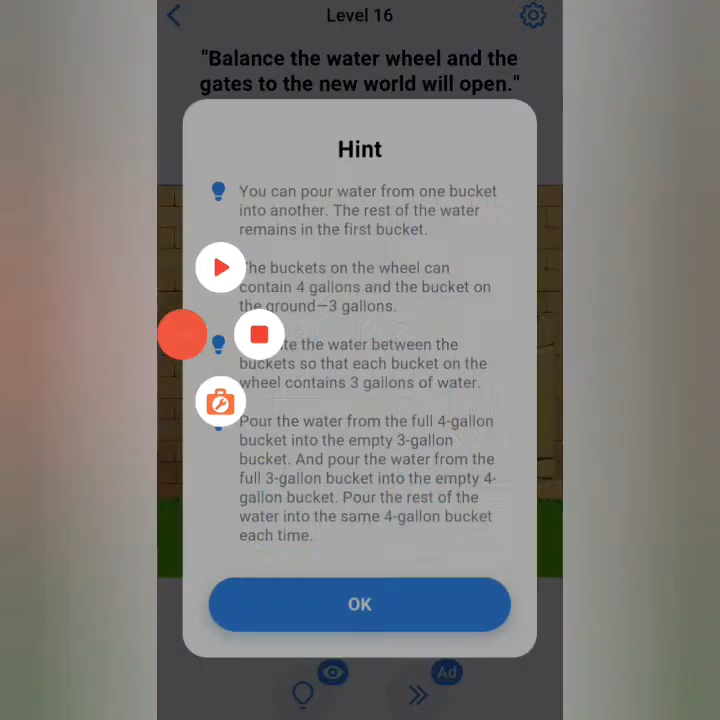 Level 16
"Balance the water wheel and the
gates to the new world will open."
Hint
You can pour water from one bucket
into another. The rest of the water
remains in the first bucket.
buckets on the wheel can
contain 4 gallons and the bucket on
the ground—3 gallons.
the water between the
buckets so that each bucket on the
wheel contains 3 gallons of water.
Pour the water from the full 4-gallon
bucket into the empty 3-gallon
bucket. And pour the water from the
full 3-gallon bucket into the empty 4-
gallon bucket. Pour the rest of the
water into the same 4-gallon bucket
each time.
OK
Ad